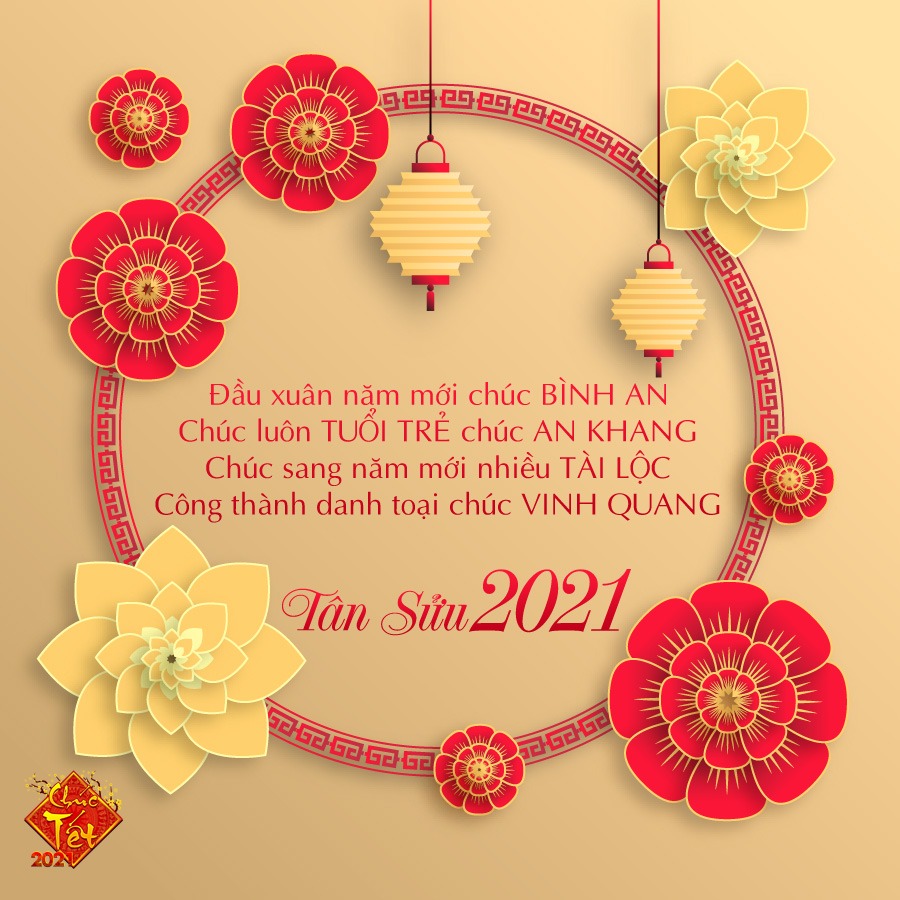 Đầu xuân năm mới chúc BÌNH AN
Chúc luôn TUỔI TRẺ chúc AN KHANG
Chúc sang năm mới nhiều TÀI LỘC
Công thành danh toại chúc VINH QUANG
Tân Sửu 2021
Chúc
Tết
2021